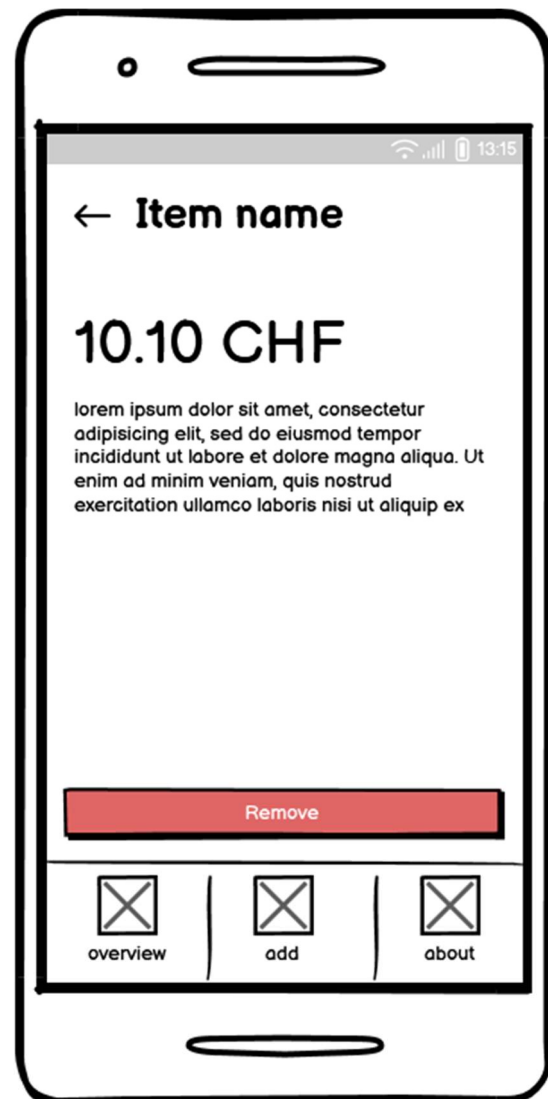 13:15
← Item name
10.10 CHF
lorem ipsum dolor sit amet, consectetur
adipisicing elit, sed do eiusmod tempor
incididunt ut labore et dolore magna aliqua. Ut
enim ad minim veniam, quis nostrud
exercitation ullamco laboris nisi ut aliquip ex
Remove
overview
add
about